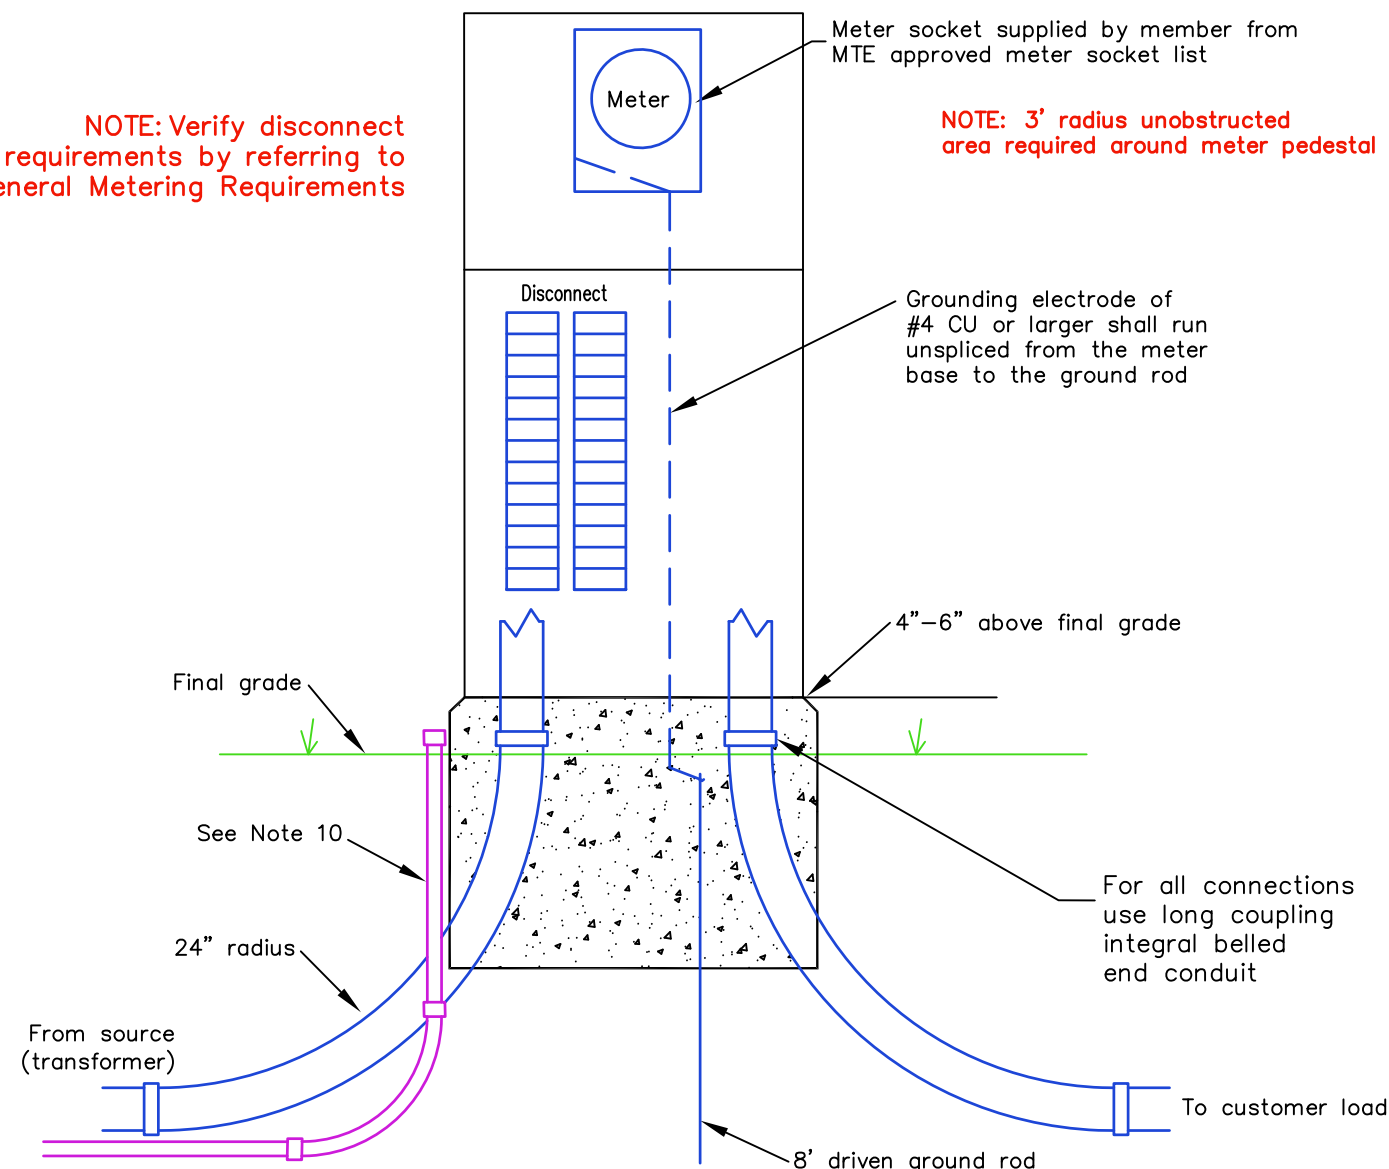 Meter socket supplied by member from
MTE approved meter socket list
Meter
NOTE: Verify disconnect
requirements by referring to
Metering Requirements
NOTE: 3' radius unobstructed
area required around meter pedestal
Disconnect
Grounding electrode of
#4 CU or larger shall run
unspliced from the meter
base to the ground rod
4"-6" above final grade
Final grade
See Note 10
24" radius
For all connections
use long coupling
integral belled
end conduit
From source
(transformer)
To customer load
8' driven ground rod